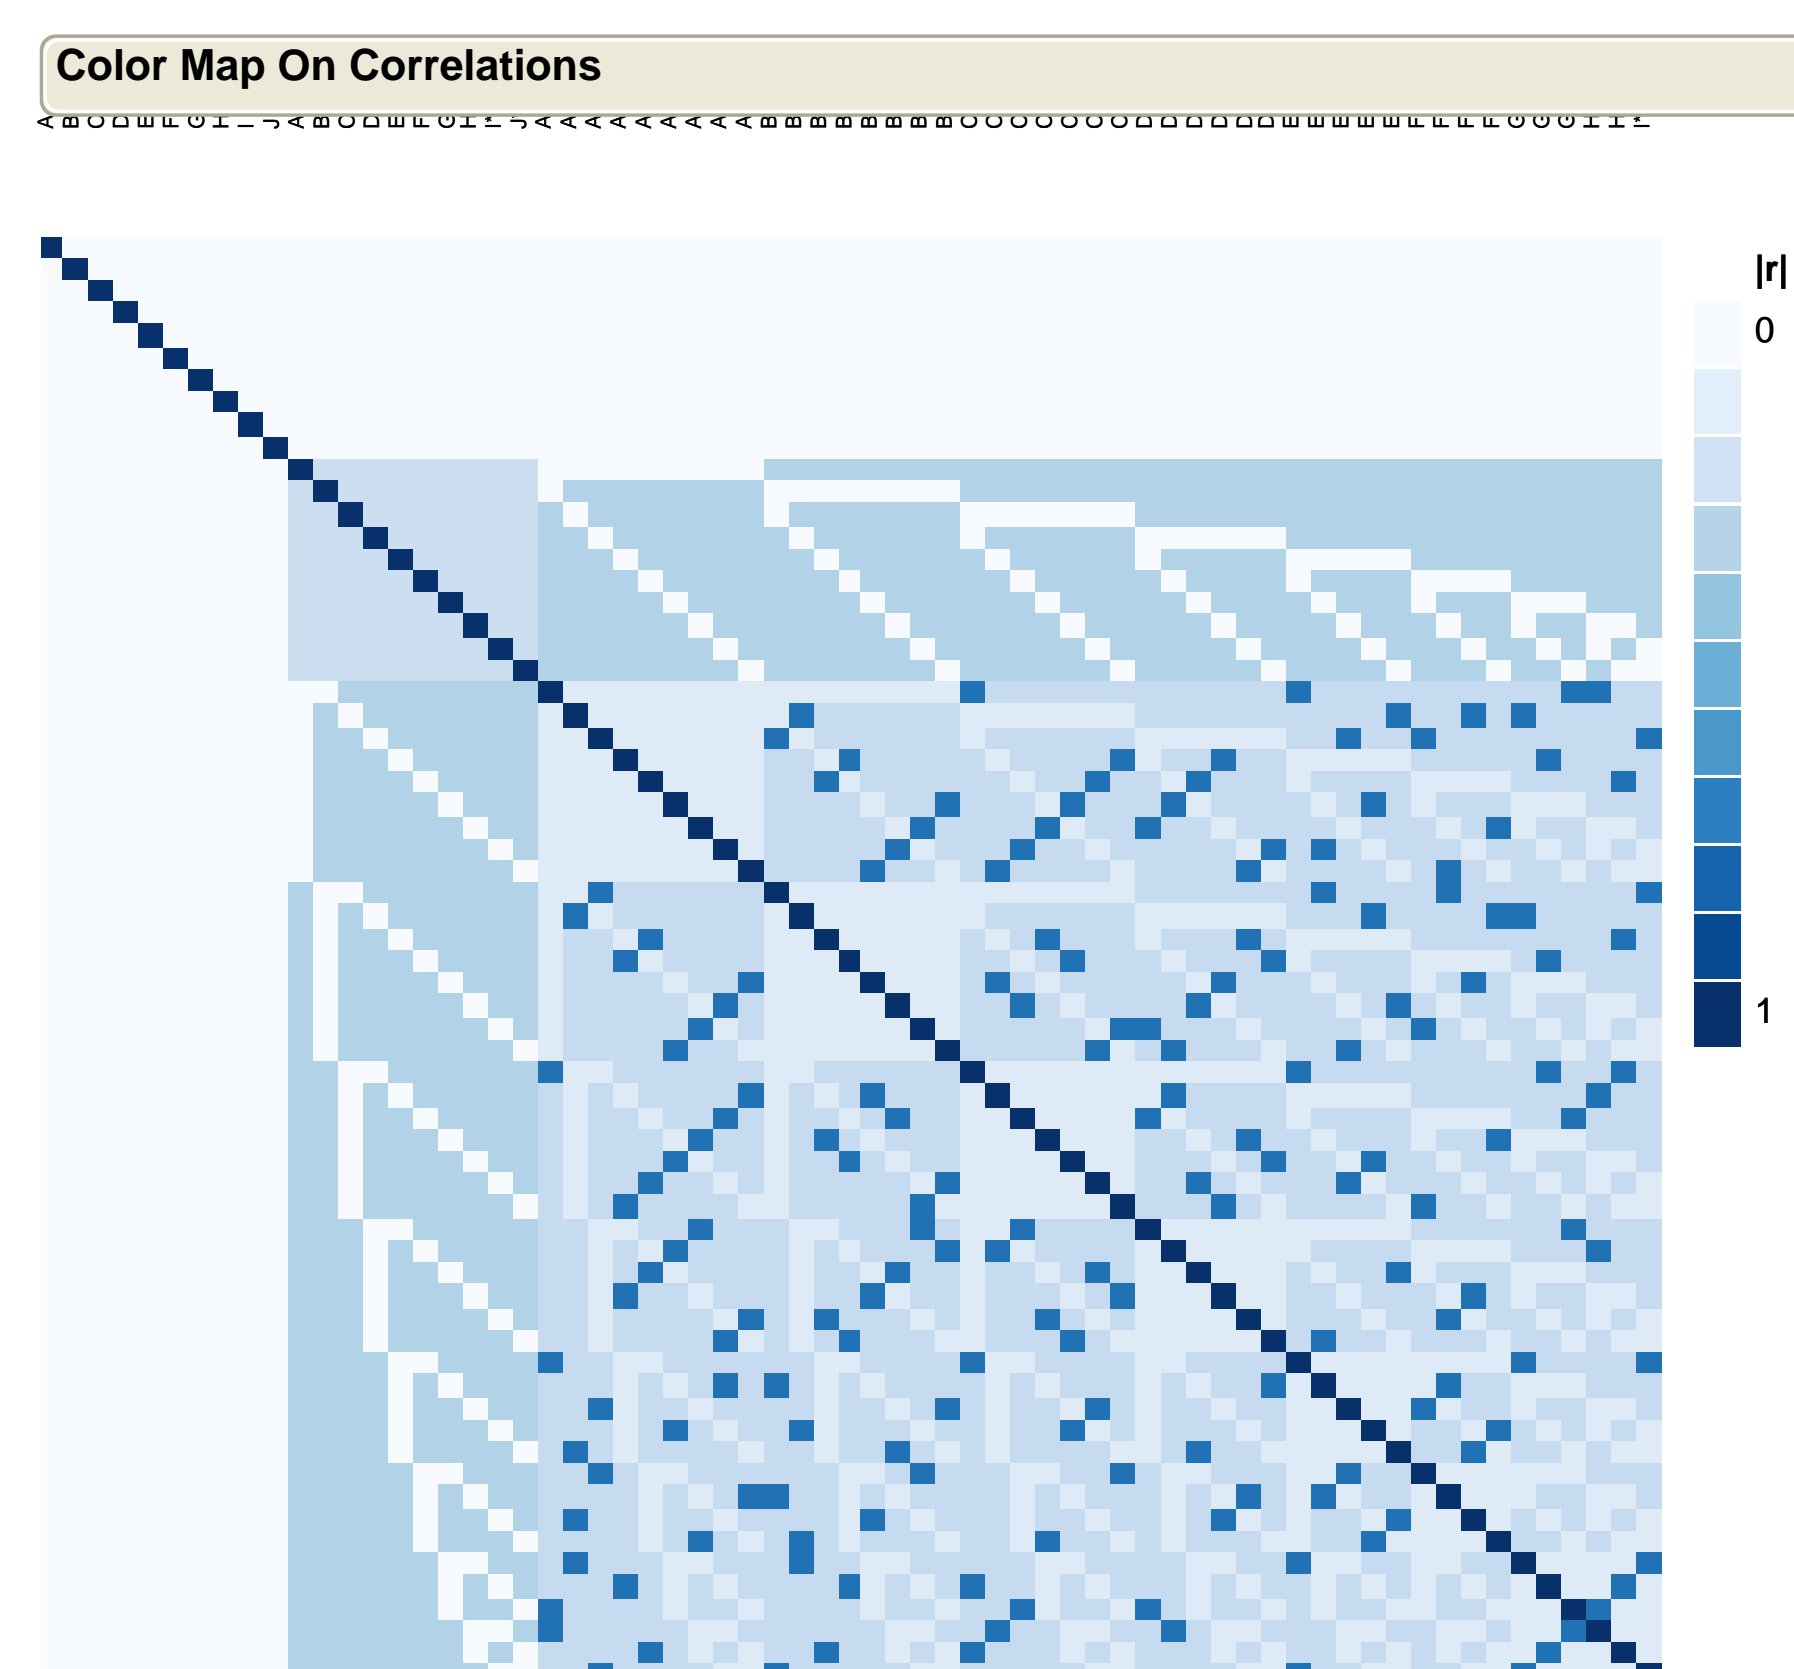 Color Map On Correlations
A B C D E F G H I J A B C D E F G H I* J A A A A A A A A A B B B B B B B B C C C C C C C D D D D D D E E E E E F F F F G G G H H I*
|r|
0
1